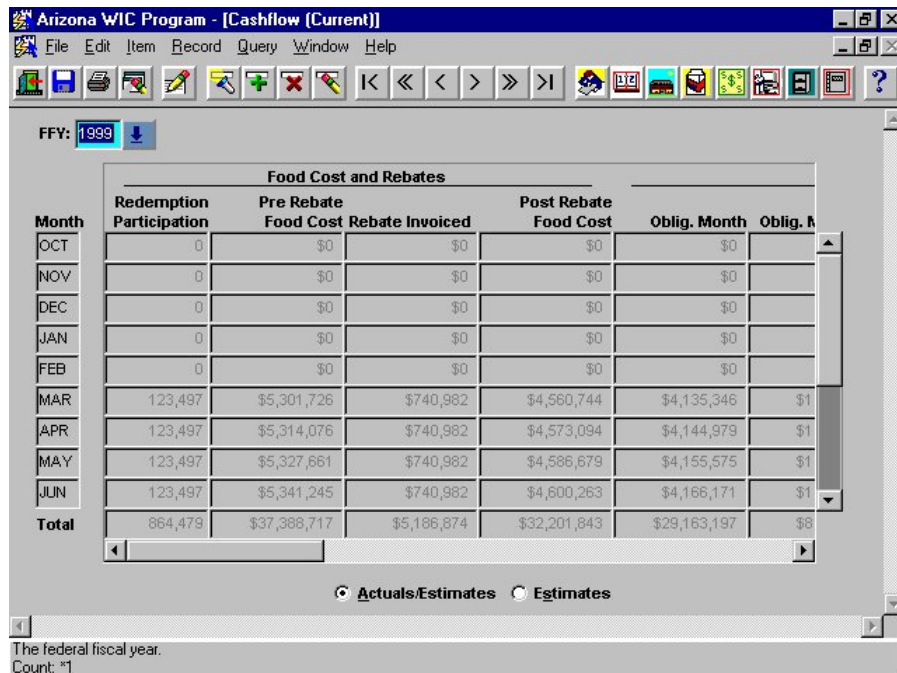 Arizona WIC Program - [Cashflow (Current)]
File Edit Item Record Query Window Help
FFY: 1999
Food Cost and Rebates
Redemption Pre Rebate Post Rebate
Month Participation Food Cost Rebate Invoiced Food Cost Oblig. Month Oblig. M
OCT 0 $0 $0 $0 $0
NOV 0 $0 $0 $0 $0
DEC 0 $0 $0 $0 $0
JAN 0 $0 $0 $0 $0
FEB 0 $0 $0 $0 $0
MAR 123,497 $5,301,726 $740,982 $4,560,744 $4,135,346 $1
APR 123,497 $5,314,076 $740,982 $4,573,094 $4,144,979 $1
MAY 123,497 $5,327,661 $740,982 $4,586,679 $4,155,575 $1
JUN 123,497 $5,341,245 $740,982 $4,600,263 $4,166,171 $1
Total 864,479 $37,388,717 $5,186,874 $32,201,843 $29,163,197 $8
Actuals/Estimates Estimates
The federal fiscal year.
Count: *1